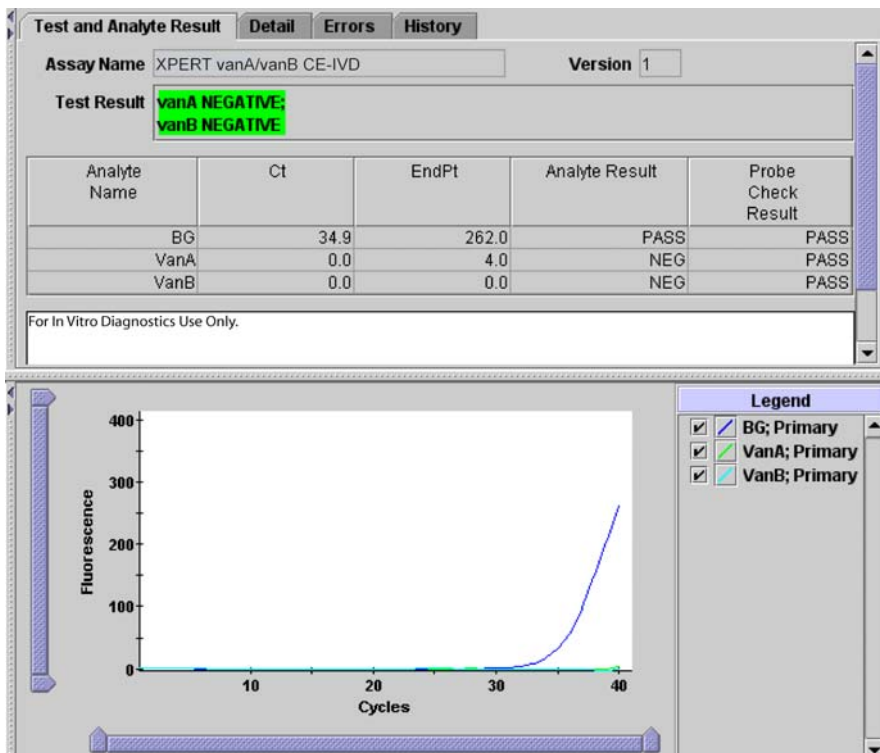 Test and Analyte Result Detail Errors History
Assay Name XPERT vanA/vanB CE-IVD Version 1
Test Result vanA NEGATIVE;
vanB NEGATIVE
Analyte Name Ct EndPt Analyte Result Probe Check Result
BG 34.9 262.0 PASS PASS
VanA 0.0 4.0 NEG PASS
VanB 0.0 0.0 NEG PASS
For In Vitro Diagnostics Use Only.
Legend
BG; Primary
VanA; Primary
VanB; Primary
400
300
200
100
0
Fluorescence
10 20 30 40
Cycles